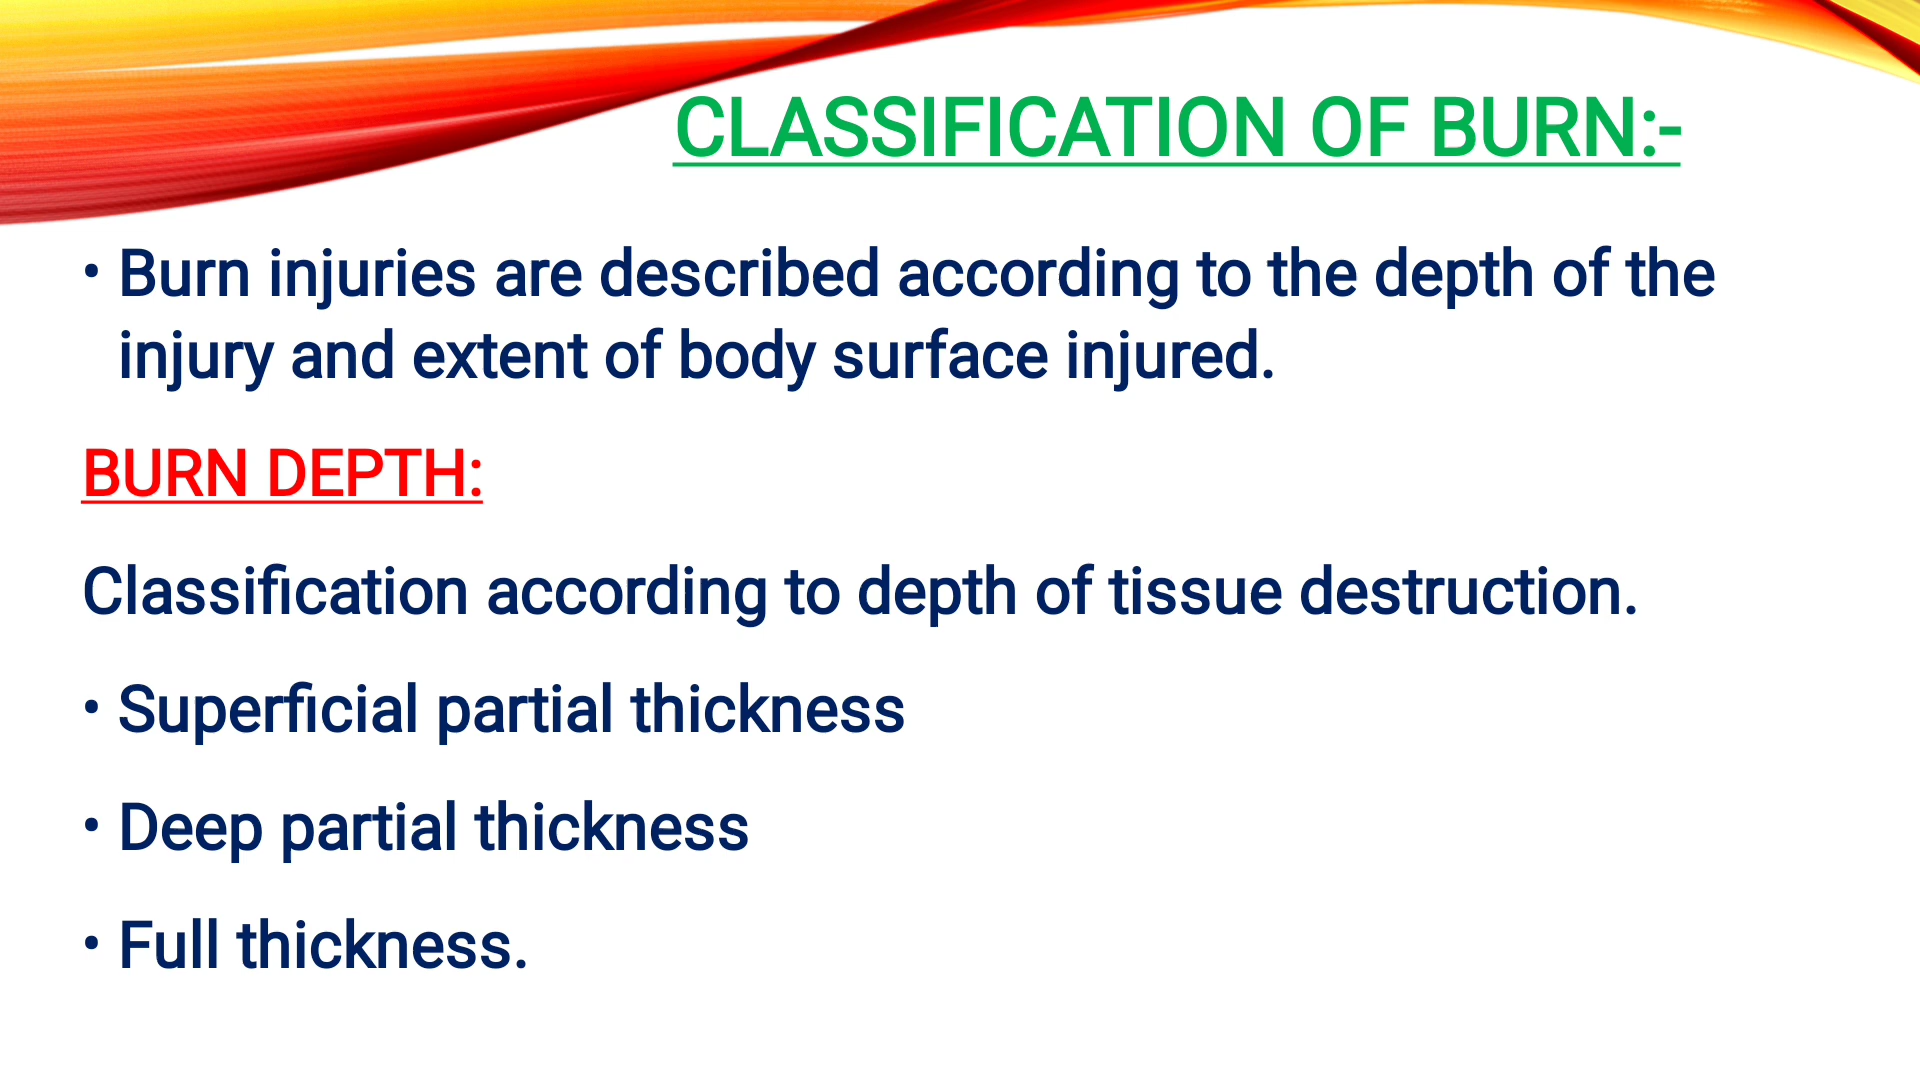 CLASSIFICATION OF BURN:-
• Burn injuries are described according to the depth of the
injury and extent of body surface injured.
BURN DEPTH:
Classification according to depth of tissue destruction.
• Superficial partial thickness
• Deep partial thickness
• Full thickness.